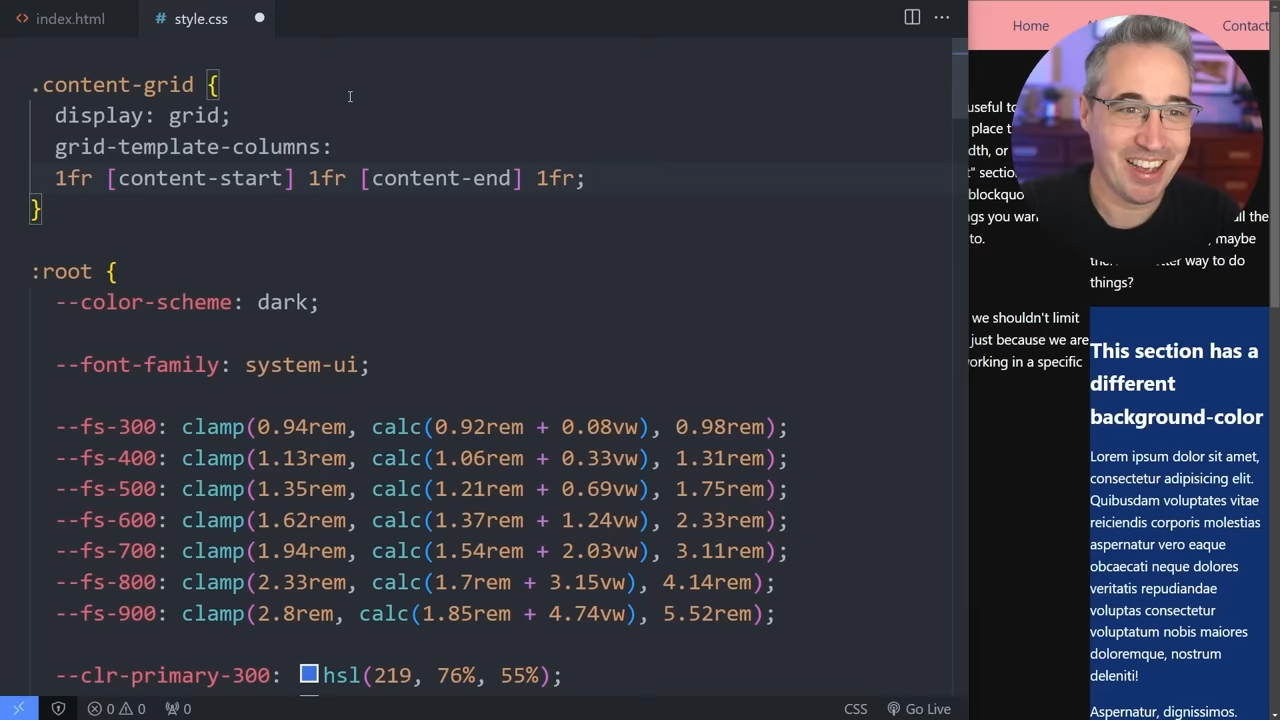 index.html
style.css
.content-grid {
display: grid;
grid-template-columns:
1fr [content-start] 1fr [content-end] 1fr;
}
:root {
--color-scheme: dark;
--font-family: system-ui;
--fs-300: clamp(0.94rem, calc(0.92rem + 0.08vw), 0.98rem);
--fs-400: clamp(1.13rem, calc(1.06rem + 0.33vw), 1.31rem);
--fs-500: clamp(1.35rem, calc(1.21rem + 0.69vw), 1.75rem);
--fs-600: clamp(1.62rem, calc(1.37rem + 1.24vw), 2.33rem);
--fs-700: clamp(1.94rem, calc(1.54rem + 2.03vw), 3.11rem);
--fs-800: clamp(2.33rem, calc(1.7rem + 3.15vw), 4.14rem);
--fs-900: clamp(2.8rem, calc(1.85rem + 4.74vw), 5.52rem);
--clr-primary-300: hsl(219, 76%, 55%);
0 0
0
CSS
Go Live
Home
Contact
useful
place
or
section
you
to.
all the
maybe
way to do
things?
we shouldn't limit
just because we are
working in a specific
This section has a
different
background-color
Lorem ipsum dolor sit amet,
consectetur adipisicing elit.
Quibusdam voluptates vitae
reiciendis corporis molestias
aspernatur vero eaque
obcaecati neque dolores
veritatis repudiandae
voluptas consectetur
voluptatum nobis maiores
doloremque, nostrum
deleniti!
Aspernatur, dignissimos.